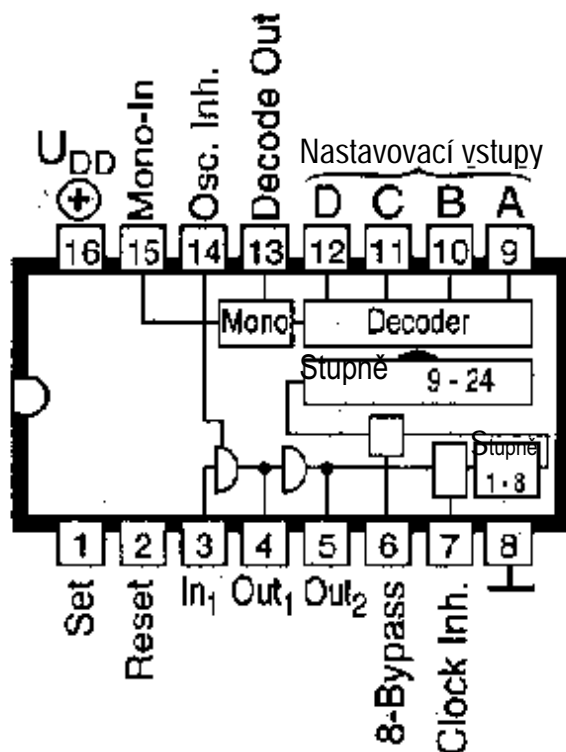 UDD
Mono-In
Osc. Inh.
Decode Out
Nastavovací vstupy
D C B A
16 15 14 13 12 11 10 9
Mono Decoder
Stupně 9 - 24
Stupně
1 - 8
1 2 3 4 5 6 7 8
Set
Reset
In1 Out1 Out2
8-Bypass
Clock Inh.